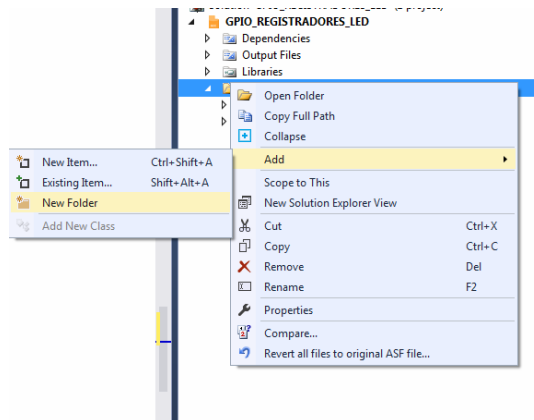 GPIO_REGISTRADORES_LED
Dependencies
Output Files
Libraries
Open Folder
Copy Full Path
Collapse
Add
New Item... Ctrl+Shift+A
Existing Item... Shift+Alt+A
New Folder
Add New Class
Scope to This
New Solution Explorer View
Cut Ctrl+X
Copy Ctrl+C
Remove Del
Rename F2
Properties
Compare...
Revert all files to original ASF file...